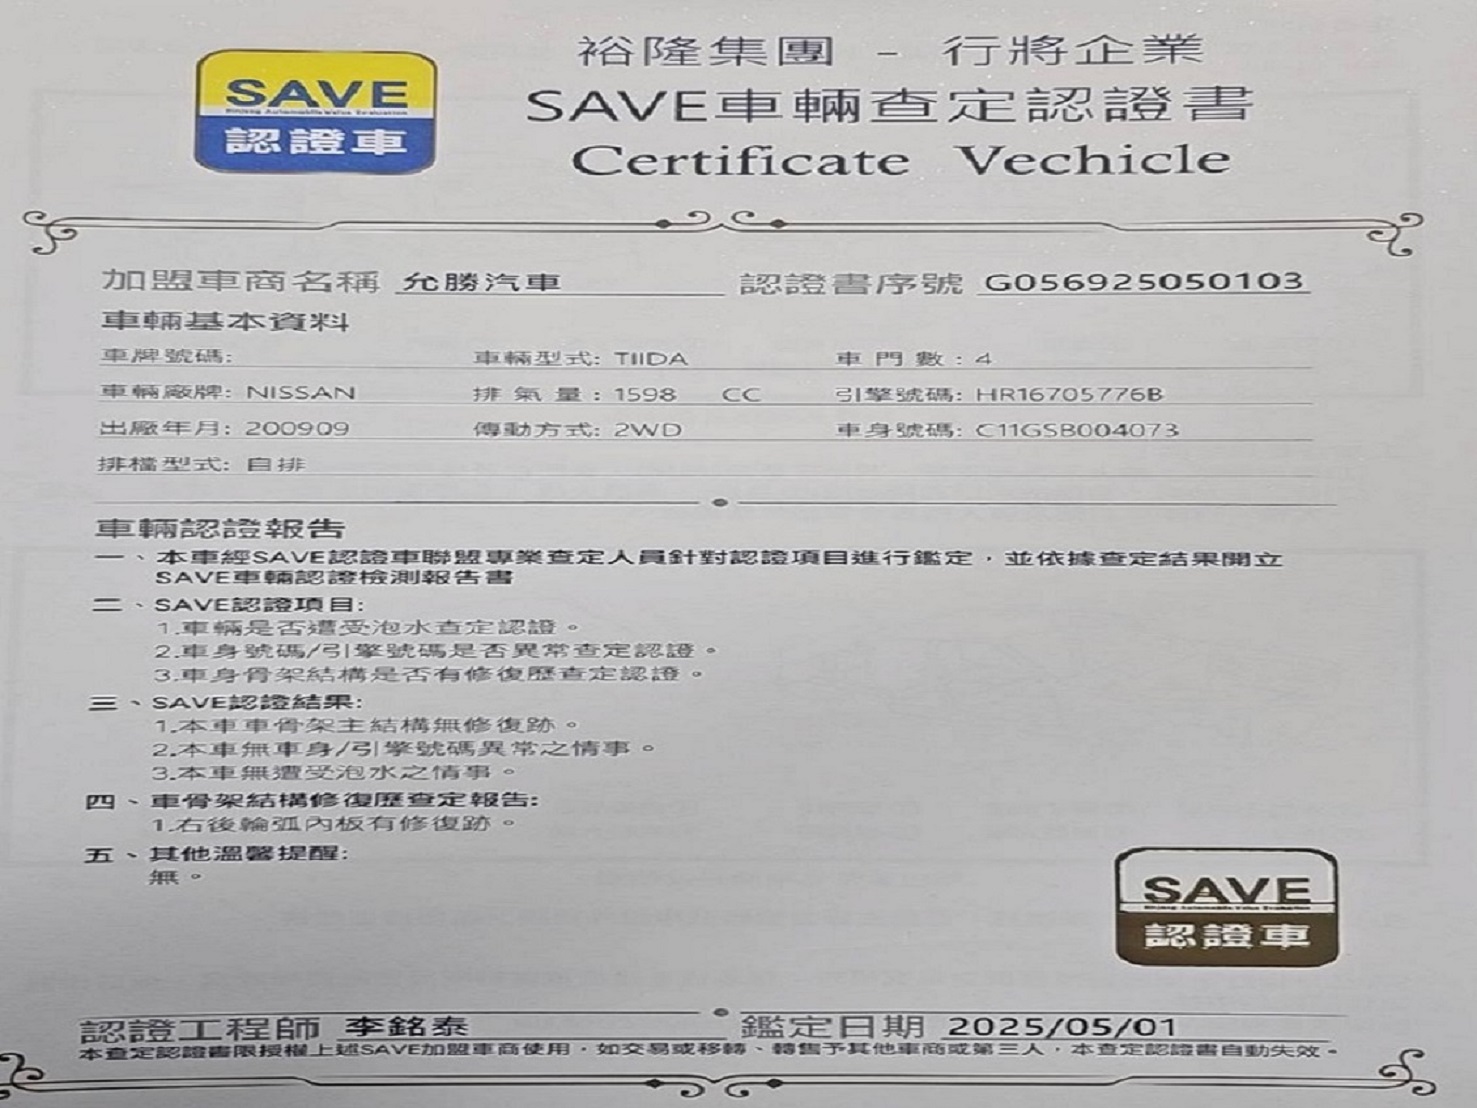 SAVE
認證車
裕隆集團 - 行將企業
SAVE車輛查定認證書
Certificate Vechicle
加盟車商名稱 允勝汽車 認證書序號 G056925050103
車輛基本資料
車牌號碼: 車輛型式: TIIDA 車門數: 4
車輛廠牌: NISSAN 排氣量: 1598 CC 引擎號碼: HR16705776B
出廠年月: 200909 傳動方式: 2WD 車身號碼: C11GSB004073
排檔型式: 自排
車輛認證報告
一、本車經SAVE認證車聯盟專業查定人員針對認證項目進行鑑定,並依據查定結果開立
SAVE車輛認證檢測報告書
二、SAVE認證項目:
1.車輛是否遭受泡水查定認證。
2.車身號碼/引擎號碼是否異常查定認證。
3.車身骨架結構是否有修復歷查定認證。
三、SAVE認證結果:
1.本車車骨架主結構無修復跡。
2.本車無車身/引擎號碼異常之情事。
3.本車無遭受泡水之情事。
四、車骨架結構修復歷查定報告:
1.右後輪弧內板有修復跡。
五、其他溫馨提醒:
無。
SAVE
認證車
認證工程師 李銘泰 鑑定日期 2025/05/01
本查定認證書限授權上述SAVE加盟車商使用,如交易或移轉、轉售予其他車商或第三人,本查定認證書自動失效。